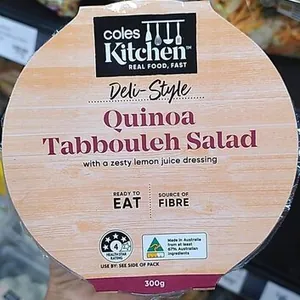 coles
Kitchen™
REAL FOOD, FAST
Deli-Style
Quinoa
Tabbouleh Salad
with a zesty lemon juice dressing
READY TO
EAT
SOURCE OF
FIBRE
4
HEALTH STAR
RATING
Made in Australia
from at least
67% Australian
ingredients
USE BY: SEE SIDE OF PACK
300g